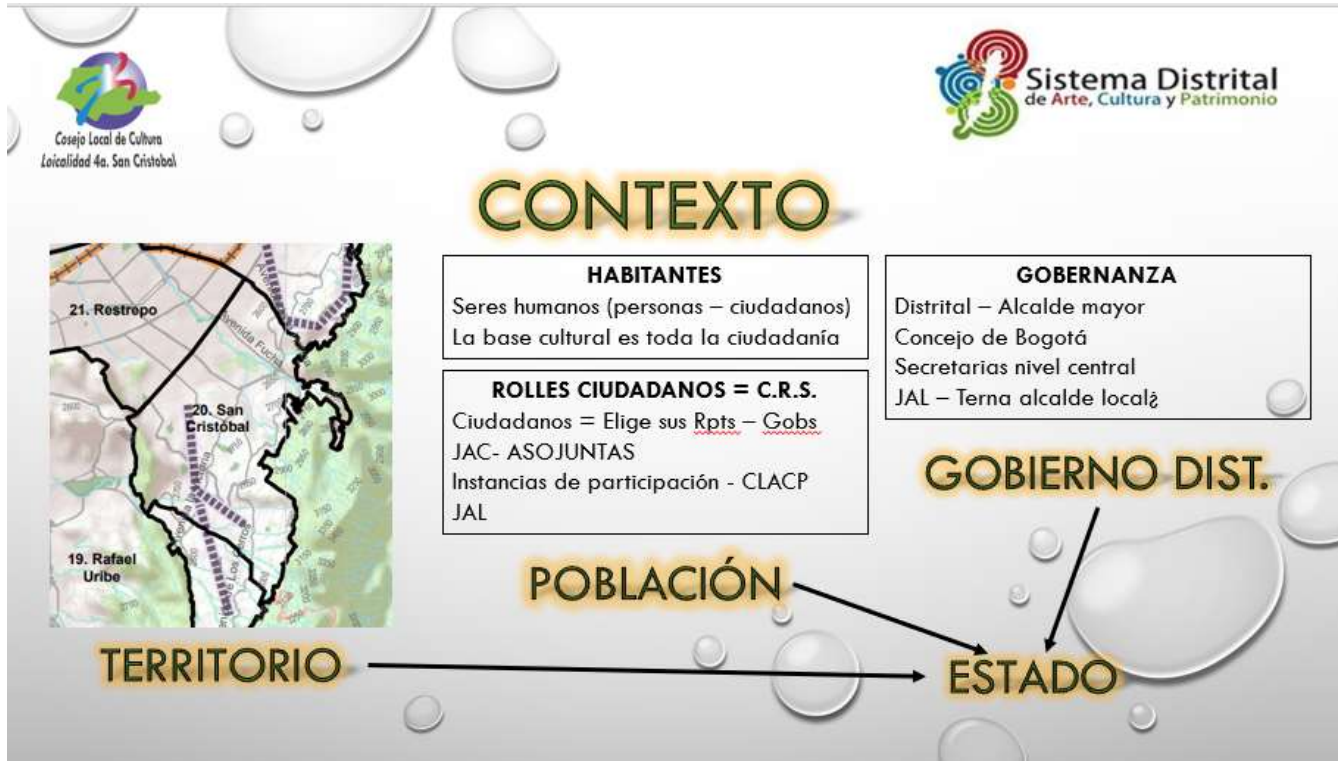 Cosejo Local de Cultura
Loicalidad 4a. San Cristobal
Sistema Distrital
de Arte, Cultura y Patrimonio
CONTEXTO
21. Restrepo
Avenida Fucha
20. San
Cristóbal
19. Rafael
Uribe
HABITANTES
Seres humanos (personas – ciudadanos)
La base cultural es toda la ciudadanía
ROLLES CIUDADANOS = C.R.S.
Ciudadanos = Elige sus Rpts – Gobs
JAC- ASOJUNTAS
Instancias de participación - CLACP
JAL
GOBERNANZA
Distrital – Alcalde mayor
Concejo de Bogotá
Secretarias nivel central
JAL – Terna alcalde local¿
GOBIERNO DIST.
POBLACIÓN
TERRITORIO
ESTADO